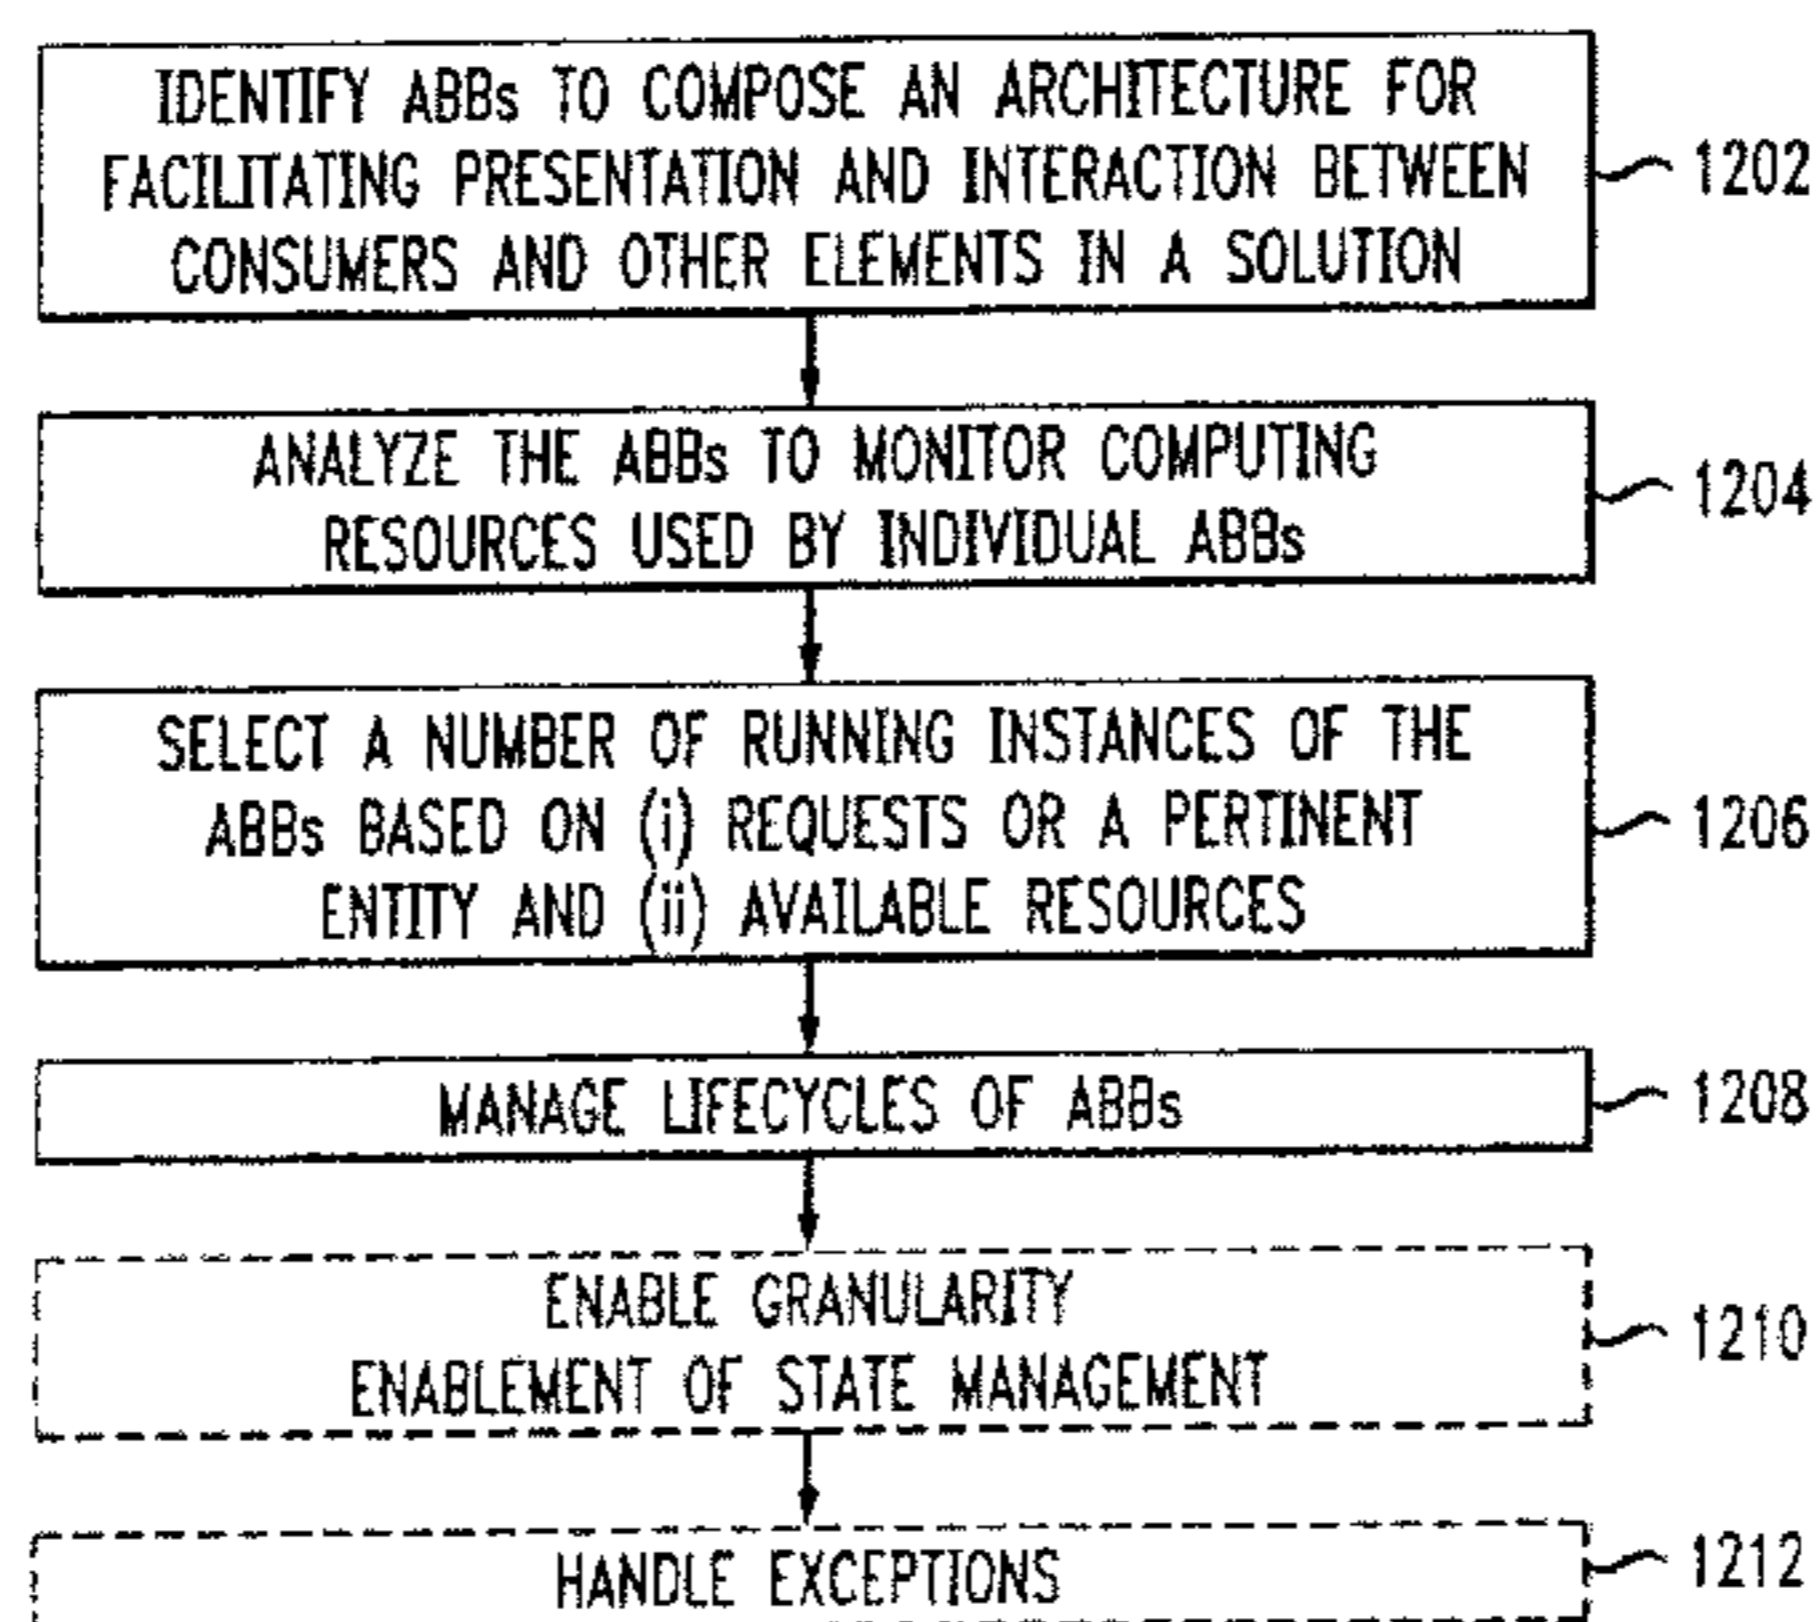 IDENTIFY ABBs TO COMPOSE AN ARCHITECTURE FOR
FACILITATING PRESENTATION AND INTERACTION BETWEEN
CONSUMERS AND OTHER ELEMENTS IN A SOLUTION
1202
ANALYZE THE ABBs TO MONITOR COMPUTING
RESOURCES USED BY INDIVIDUAL ABBs
1204
SELECT A NUMBER OF RUNNING INSTANCES OF THE
ABBs BASED ON (i) REQUESTS OR A PERTINENT
ENTITY AND (ii) AVAILABLE RESOURCES
1206
MANAGE LIFECYCLES OF ABBs
1208
ENABLE GRANULARITY
ENABLEMENT OF STATE MANAGEMENT
1210
HANDLE EXCEPTIONS
1212